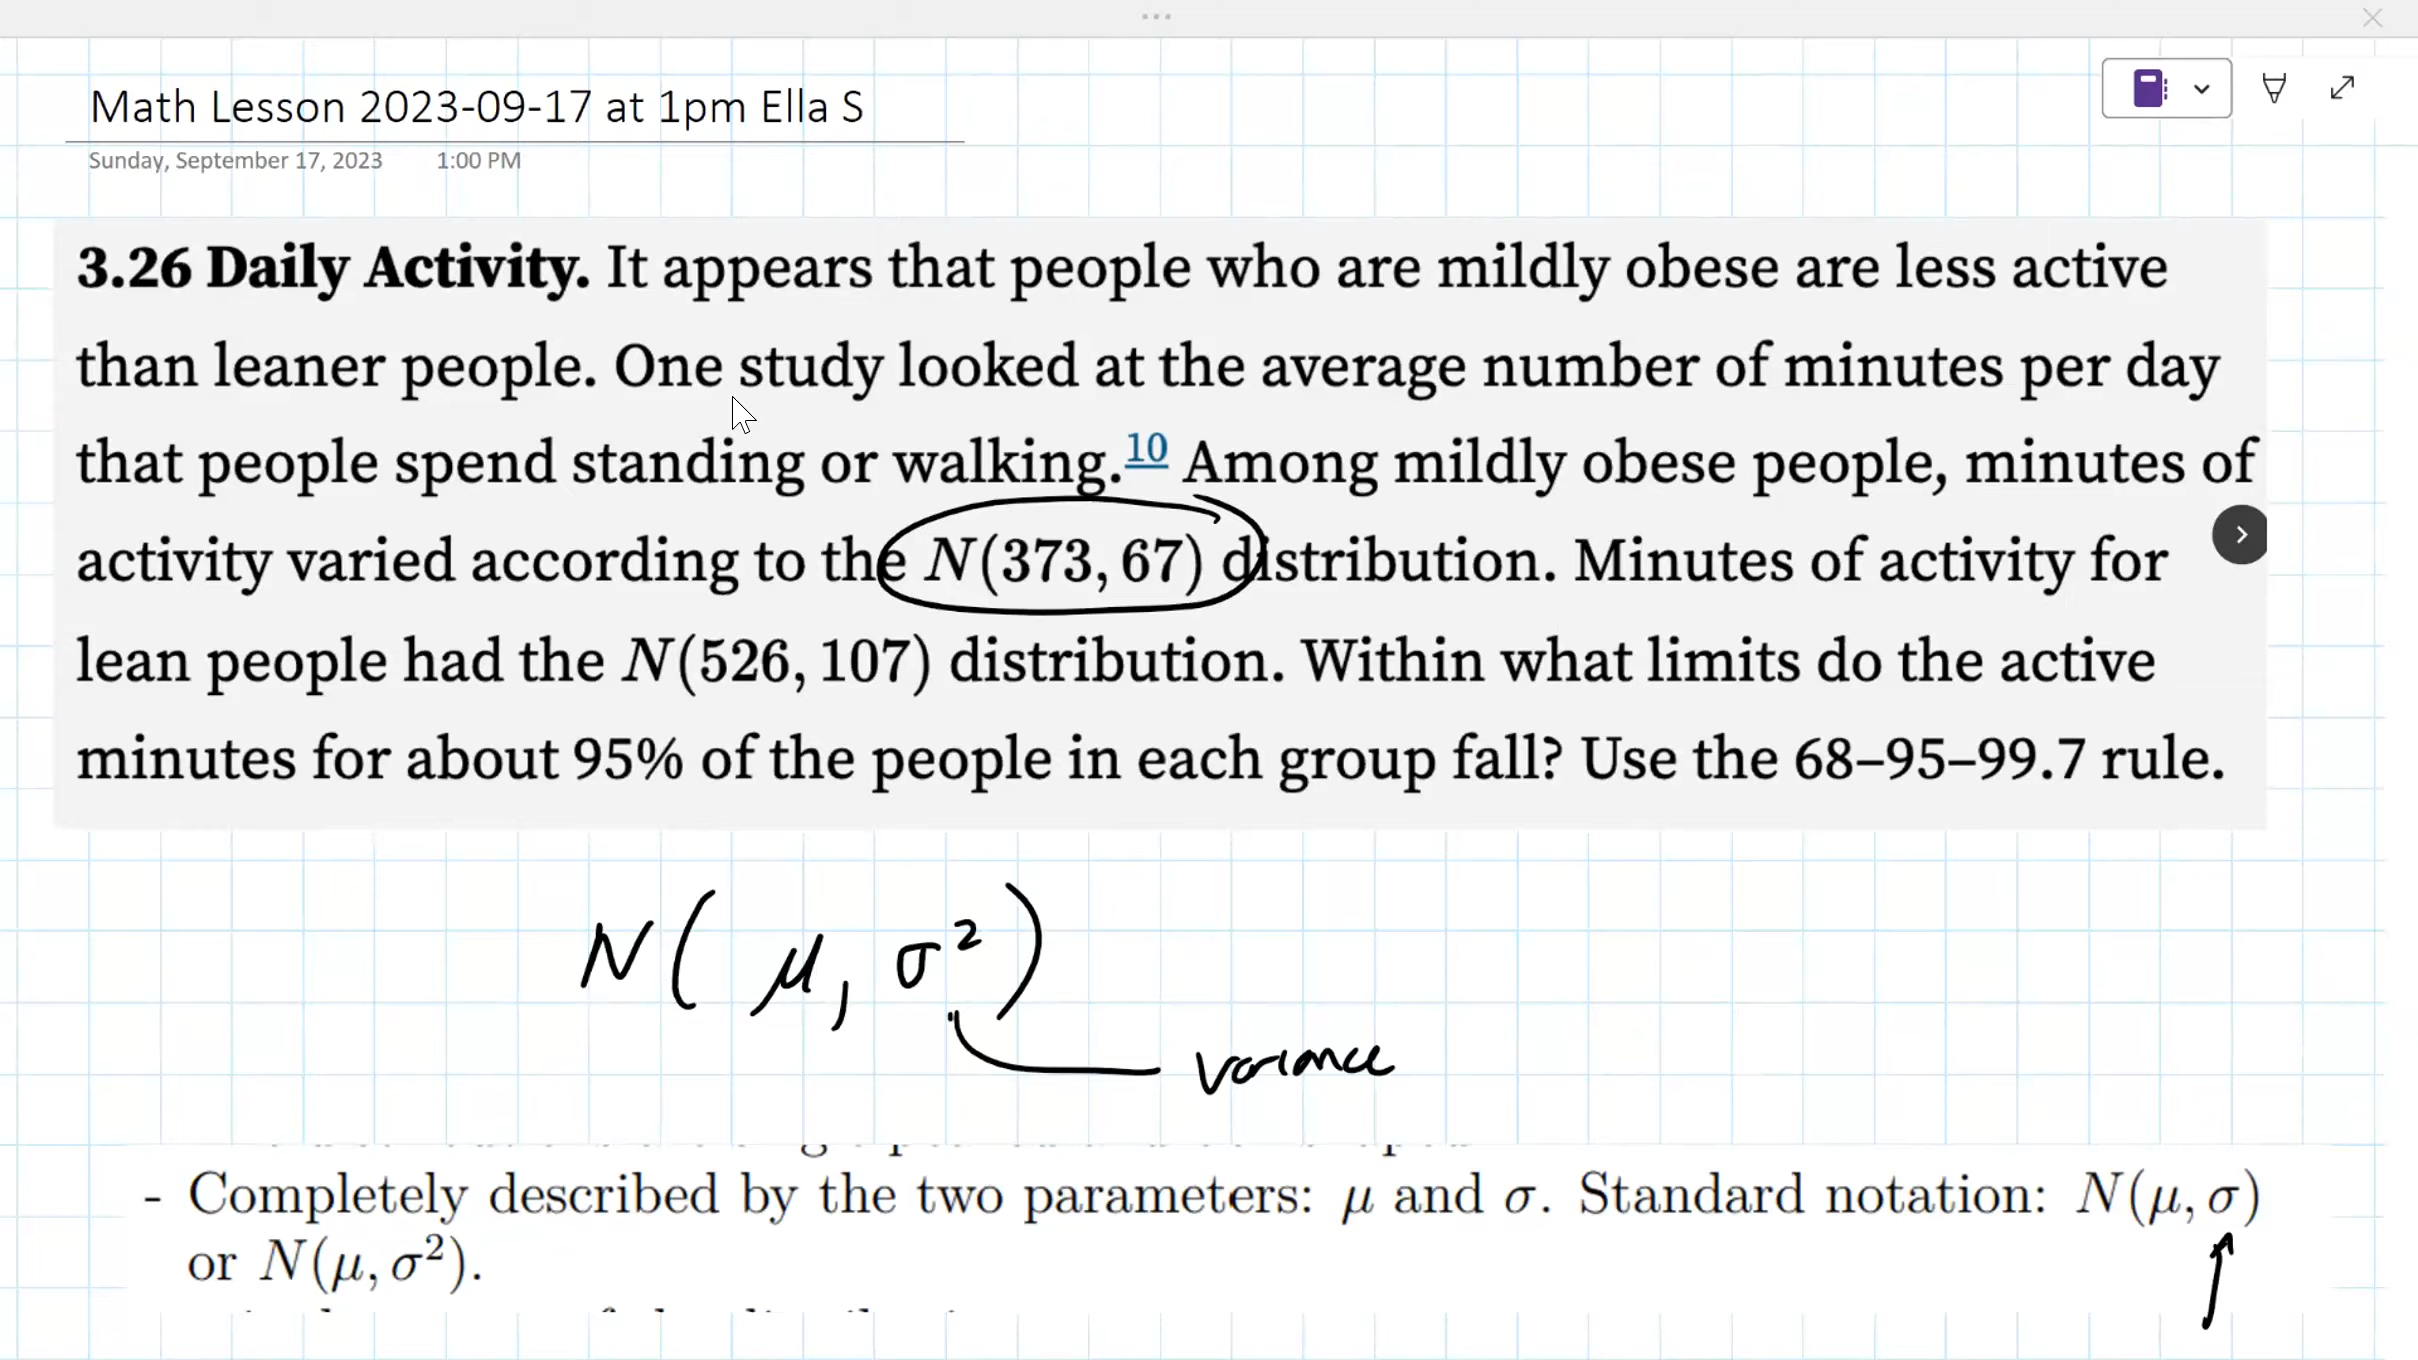 Math Lesson 2023-09-17 at 1pm Ella S
Sunday, September 17, 2023 1:00 PM
3.26 Daily Activity. It appears that people who are mildly obese are less active
than leaner people. One study looked at the average number of minutes per day
that people spend standing or walking.10 Among mildly obese people, minutes of
activity varied according to the N(373, 67) distribution. Minutes of activity for
lean people had the N(526, 107) distribution. Within what limits do the active
minutes for about 95% of the people in each group fall? Use the 68–95–99.7 rule.
N(μ, σ²)
variance
- Completely described by the two parameters: μ and σ. Standard notation: N(μ, σ)
or N(μ, σ²).